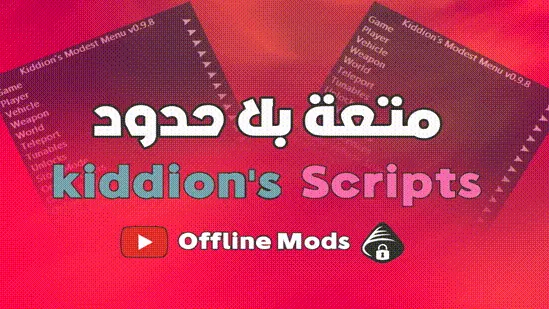 Kiddion's Modest Menu v0.9.8
Game
Player
Vehicle
Weapon
World
Teleport
Tunables
Kiddion's Modest Menu v0.9.8
Game
Player
Vehicle
Weapon
World
Teleport
Tunables
متعة بلا حدود
kiddion's Scripts
Offline Mods